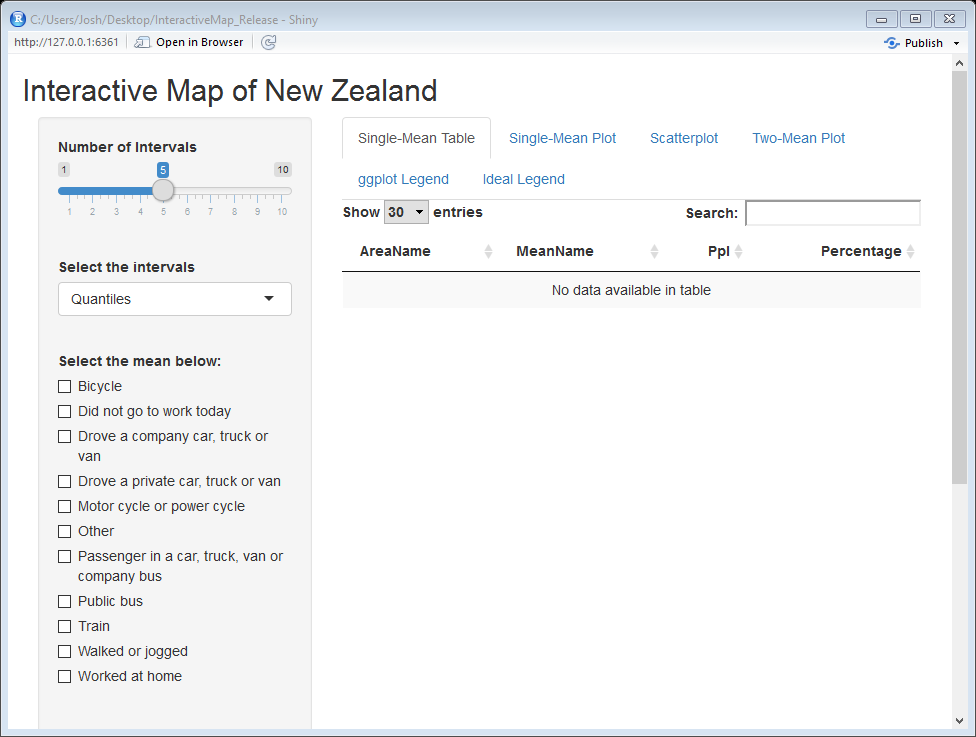 C:/Users/Josh/Desktop/InteractiveMap_Release - Shiny
http://127.0.0.1:6361 Open in Browser Publish
Interactive Map of New Zealand
Number of Intervals
1 5 10
1 2 3 4 5 6 7 8 9 10
Select the intervals
Quantiles
Select the mean below:
Bicycle
Did not go to work today
Drove a company car, truck or
van
Drove a private car, truck or van
Motor cycle or power cycle
Other
Passenger in a car, truck, van or
company bus
Public bus
Train
Walked or jogged
Worked at home
Single-Mean Table Single-Mean Plot Scatterplot Two-Mean Plot
ggplot Legend Ideal Legend
Show 30 entries Search:
AreaName MeanName Ppl Percentage
No data available in table